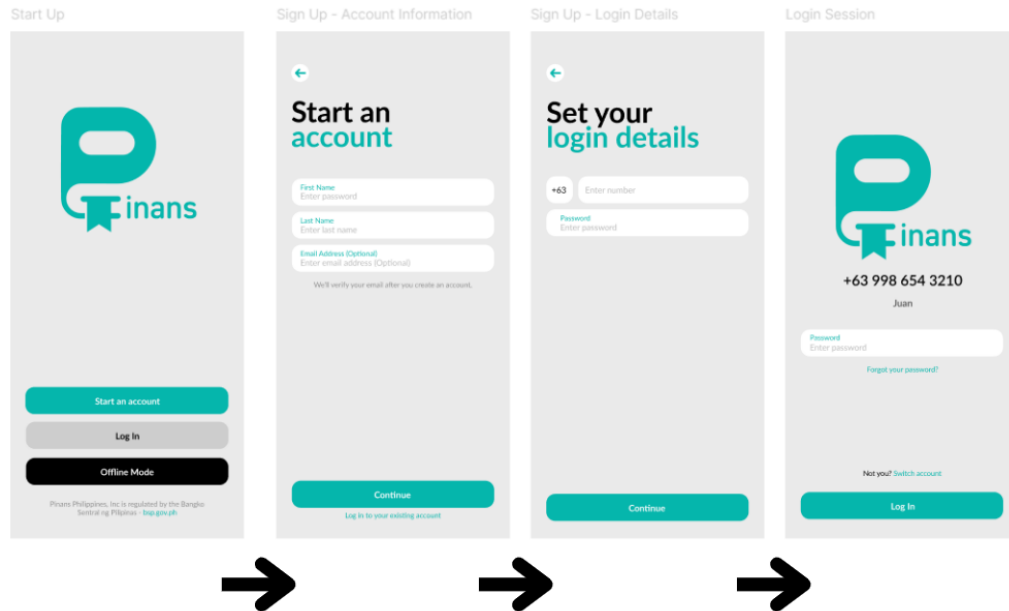 Start Up
Pinans
Start an account
Log In
Offline Mode
Pinans Philippines, Inc is regulated by the Bangko
Sentral ng Pilipinas - bsp.gov.ph
Sign Up - Account Information
Start an
account
First Name
Enter password
Last Name
Enter last name
Email Address (Optional)
Enter email address (Optional)
We'll verify your email after you create an account.
Continue
Log in to your existing account
Sign Up - Login Details
Set your
login details
+63
Enter number
Password
Enter password
Continue
Login Session
Pinans
+63 998 654 3210
Juan
Password
Enter password
Forgot your password?
Not you? Switch account
Log In